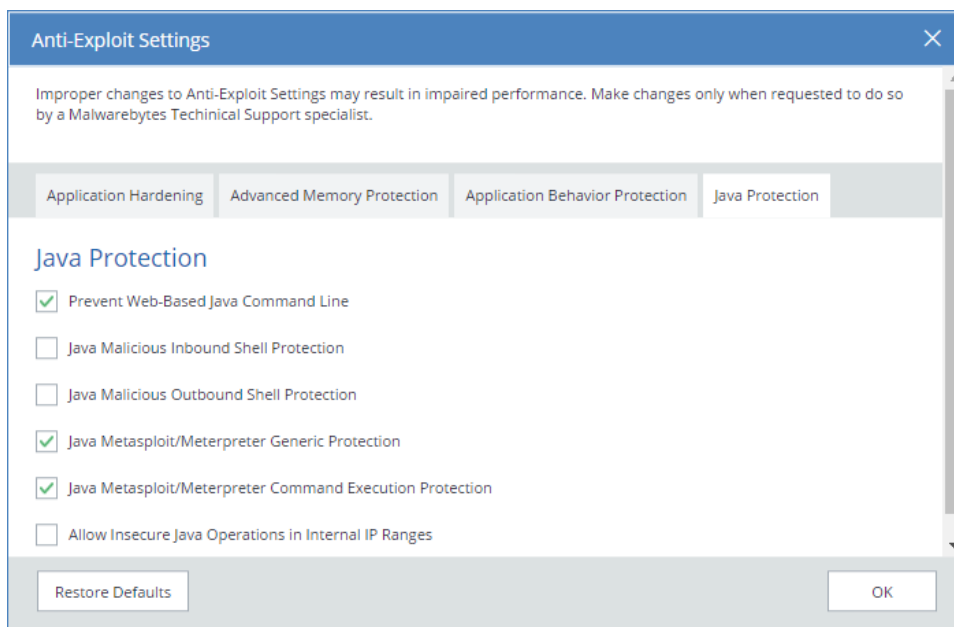 Anti-Exploit Settings
Improper changes to Anti-Exploit Settings may result in impaired performance. Make changes only when requested to do so
by a Malwarebytes Techinical Support specialist.
Application Hardening Advanced Memory Protection Application Behavior Protection Java Protection
Java Protection
Prevent Web-Based Java Command Line
Java Malicious Inbound Shell Protection
Java Malicious Outbound Shell Protection
Java Metasploit/Meterpreter Generic Protection
Java Metasploit/Meterpreter Command Execution Protection
Allow Insecure Java Operations in Internal IP Ranges
Restore Defaults OK